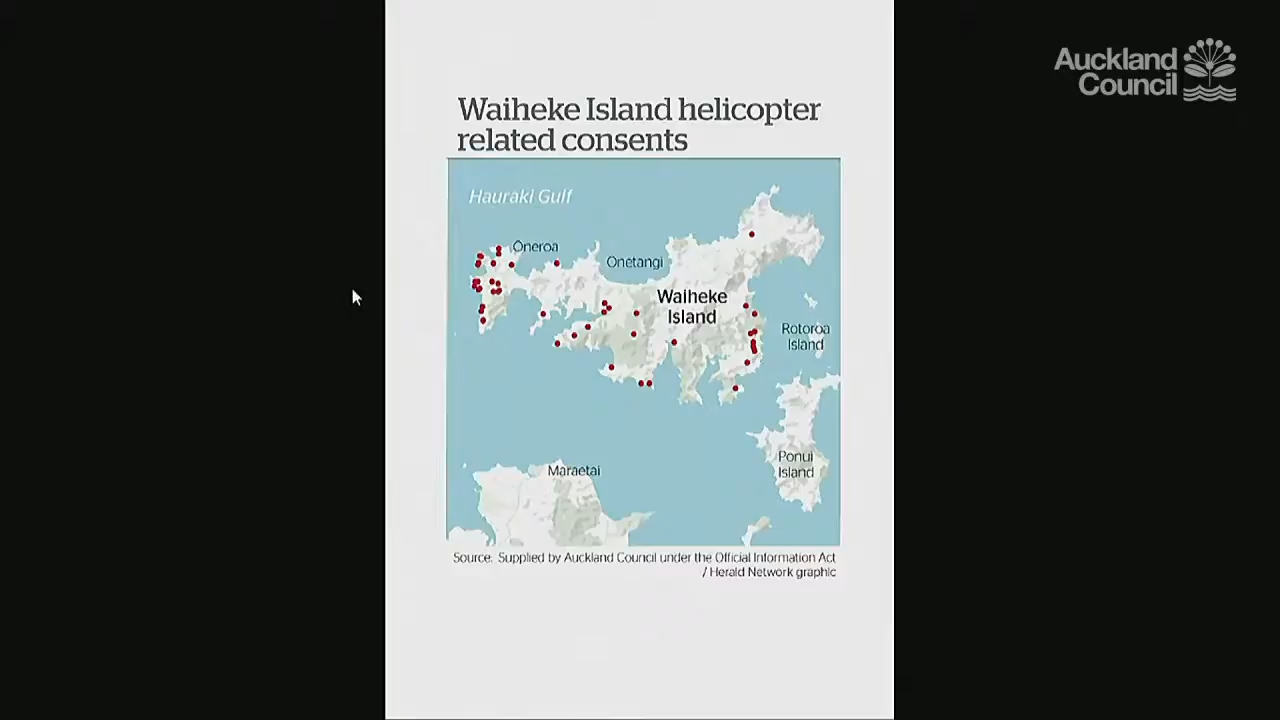 Auckland
Council
Waiheke Island helicopter
related consents
Hauraki Gulf
Oneroa
Onetangi
Waiheke
Island
Rotoroa
Island
Ponui
Island
Maraetai
Source: Supplied by Auckland Council under the Official Information Act
/ Herald Network graphic